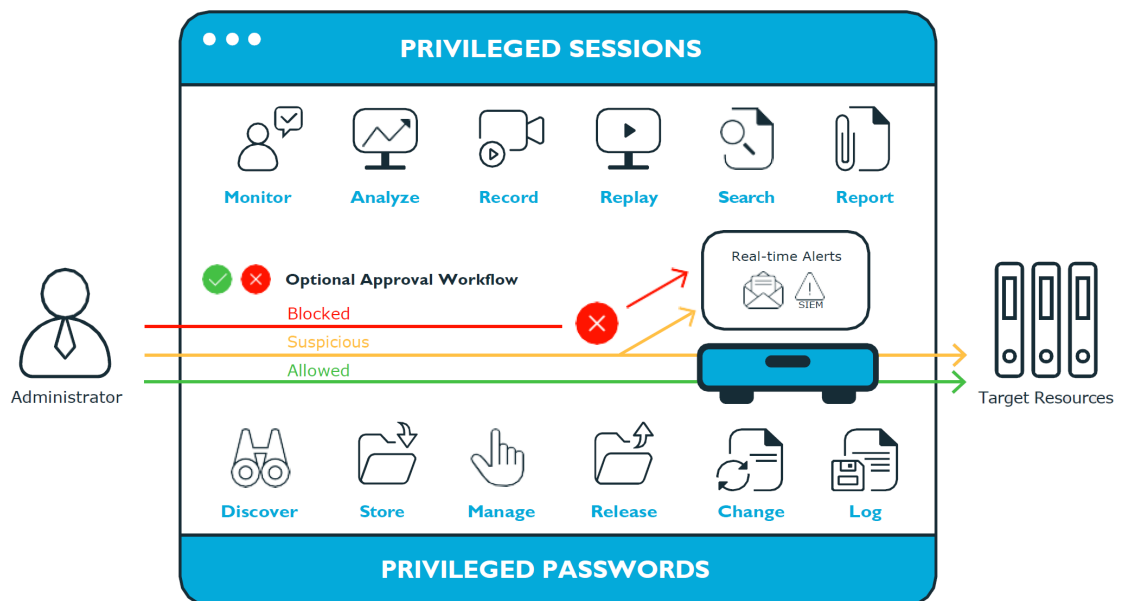 PRIVILEGED SESSIONS
Monitor
Analyze
Record
Replay
Search
Report
Real-time Alerts
SIEM
Optional Approval Workflow
Blocked
Suspicious
Allowed
Administrator
Target Resources
Discover
Store
Manage
Release
Change
Log
PRIVILEGED PASSWORDS